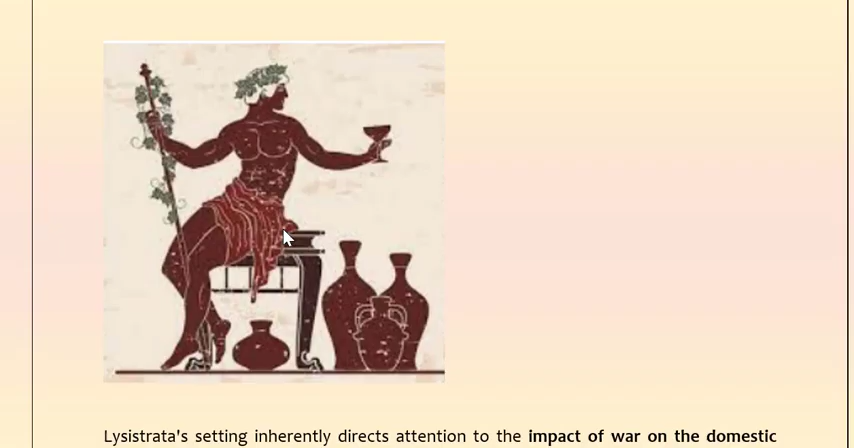 Lysistrata's setting inherently directs attention to the impact of war on the domestic